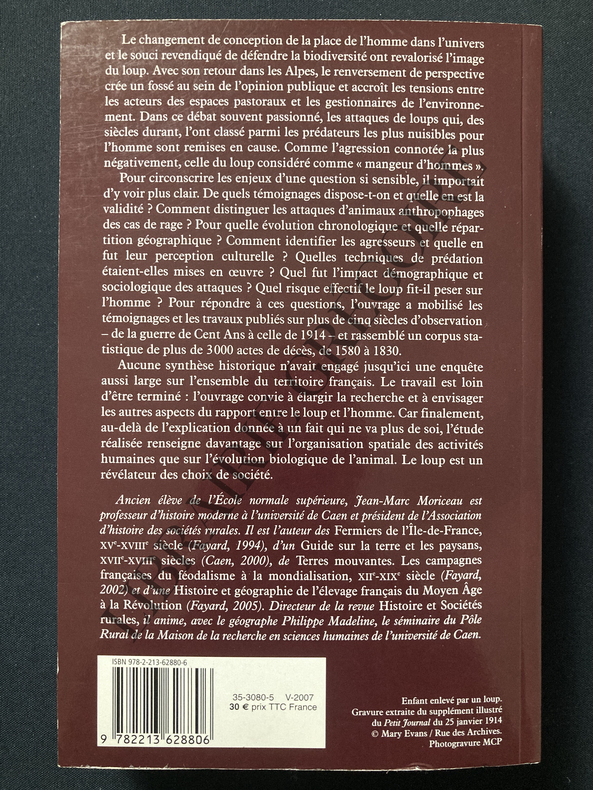 Le changement de conception de la place de l'homme dans l'univers
et le souci revendiqué de défendre la biodiversité ont revalorisé l'image
du loup. Avec son retour dans les Alpes, le renversement de perspective
crée un fossé au sein de l'opinion publique et accroît les tensions entre
les acteurs des espaces pastoraux et les gestionnaires de l'environne-
ment. Dans ce débat souvent passionné, les attaques de loups qui, des
siècles durant, l'ont classé parmi les prédateurs les plus nuisibles pour
l'homme sont remises en cause. Comme l'agression connotée la plus
négativement, celle du loup considéré comme « mangeur d'hommes ».
Pour circonscrire les enjeux d'une question si sensible, il importait
d'y voir plus clair. De quels témoignages dispose-t-on et quelle en est la
validité ? Comment distinguer les attaques d'animaux anthropophages
des cas de rage ? Pour quelle évolution chronologique et quelle répar-
tition géographique ? Comment identifier les agresseurs et quelle en
fut leur perception culturelle ? Quelles techniques de prédation
étaient-elles mises en œuvre ? Quel fut l'impact démographique et
sociologique des attaques ? Quel risque effectif le loup fit-il peser sur
l'homme ? Pour répondre à ces questions, l'ouvrage a mobilisé les
témoignages et les travaux publiés sur plus de cinq siècles d'observation
– de la guerre de Cent Ans à celle de 1914 – et rassemblé un corpus sta-
tistique de plus de 3 000 actes de décès, de 1580 à 1830.
Aucune synthèse historique n'avait engagé jusqu'ici une enquête
aussi large sur l'ensemble du territoire français. Le travail est loin
d'être terminé : l'ouvrage convie à élargir la recherche et à envisager
les autres aspects du rapport entre le loup et l'homme. Car finalement,
au-delà de l'explication donnée à un fait qui ne va plus de soi, l'étude
réalisée renseigne davantage sur l'organisation spatiale des activités
humaines que sur l'évolution biologique de l'animal. Le loup est un
révélateur des choix de société.
Ancien élève de l'École normale supérieure, Jean-Marc Moriceau est
professeur d'histoire moderne à l'université de Caen et président de l'Association
d'histoire des sociétés rurales. Il est l'auteur des Fermiers de l'Île-de-France,
XVe-XVIIIe siècle (Fayard, 1994), d'un Guide sur la terre et les paysans,
XVIIe-XVIIIe siècles (Caen, 2000), de Terres mouvantes. Les campagnes
françaises du féodalisme à la mondialisation, XIIe-XIXe siècle (Fayard,
2002) et d'une Histoire et géographie de l'élevage français du Moyen Âge
à la Révolution (Fayard, 2005). Directeur de la revue Histoire et Sociétés
rurales, il anime, avec le géographe Philippe Madeline, le séminaire du Pôle
Rural de la Maison de la recherche en sciences humaines de l'université de Caen.
ISBN 978-2-213-62880-6
35-3080-5 V-2007
30 € prix TTC France
9 782213 628806
Enfant enlevé par un loup.
Gravure extraite du supplément illustré
du Petit Journal du 25 janvier 1914
© Mary Evans / Rue des Archives.
Photogravure MCP